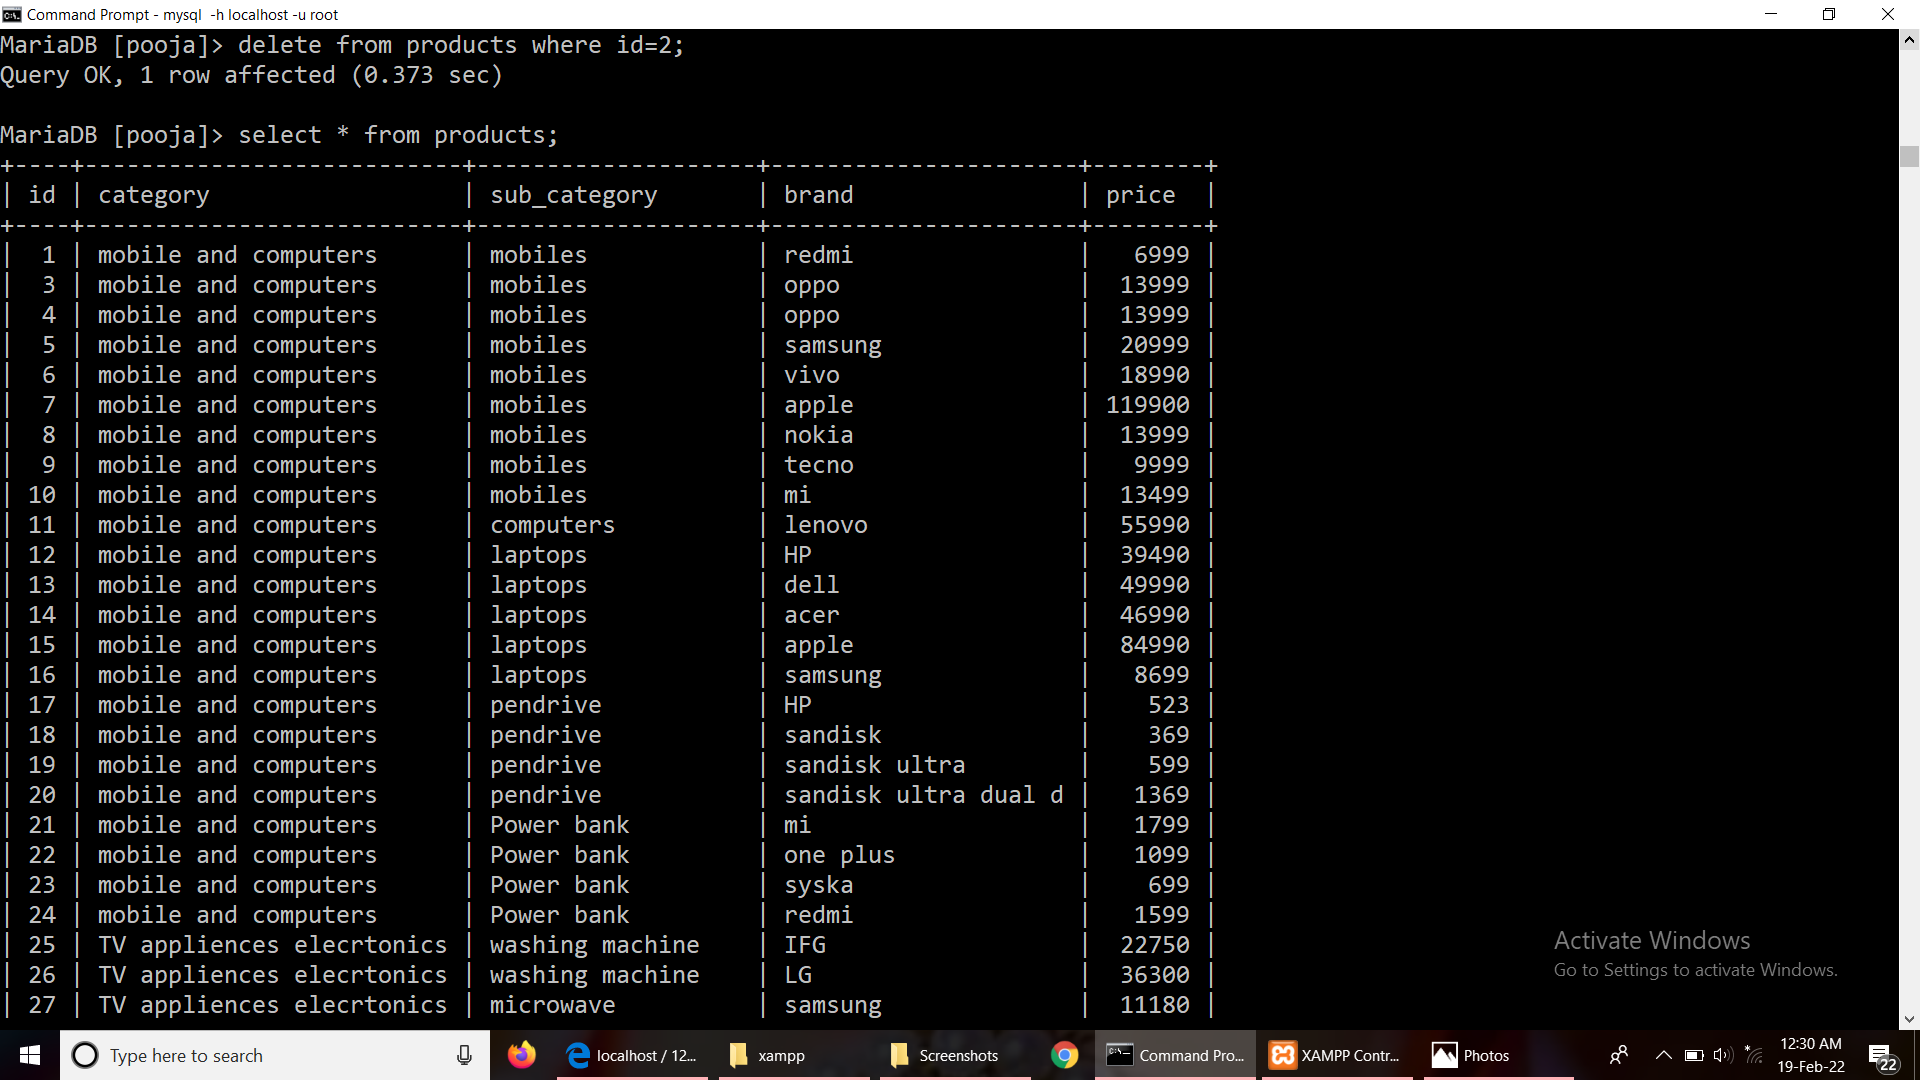 Command Prompt - mysql  -h localhost -u root
MariaDB [pooja]> delete from products where id=2;
Query OK, 1 row affected (0.373 sec)
MariaDB [pooja]> select * from products;
+----+---------------------------+--------------------+----------------------+--------+
| id | category                  | sub_category       | brand                | price  |
+----+---------------------------+--------------------+----------------------+--------+
|  1 | mobile and computers      | mobiles            | redmi                |   6999 |
|  3 | mobile and computers      | mobiles            | oppo                 |  13999 |
|  4 | mobile and computers      | mobiles            | oppo                 |  13999 |
|  5 | mobile and computers      | mobiles            | samsung              |  20999 |
|  6 | mobile and computers      | mobiles            | vivo                 |  18990 |
|  7 | mobile and computers      | mobiles            | apple                | 119900 |
|  8 | mobile and computers      | mobiles            | nokia                |  13999 |
|  9 | mobile and computers      | mobiles            | tecno                |   9999 |
| 10 | mobile and computers      | mobiles            | mi                   |  13499 |
| 11 | mobile and computers      | computers          | lenovo               |  55990 |
| 12 | mobile and computers      | laptops            | HP                   |  39490 |
| 13 | mobile and computers      | laptops            | dell                 |  49990 |
| 14 | mobile and computers      | laptops            | acer                 |  46990 |
| 15 | mobile and computers      | laptops            | apple                |  84990 |
| 16 | mobile and computers      | laptops            | samsung              |   8699 |
| 17 | mobile and computers      | pendrive           | HP                   |    523 |
| 18 | mobile and computers      | pendrive           | sandisk              |    369 |
| 19 | mobile and computers      | pendrive           | sandisk ultra        |    599 |
| 20 | mobile and computers      | pendrive           | sandisk ultra dual d |   1369 |
| 21 | mobile and computers      | Power bank         | mi                   |   1799 |
| 22 | mobile and computers      | Power bank         | one plus             |   1099 |
| 23 | mobile and computers      | Power bank         | syska                |    699 |
| 24 | mobile and computers      | Power bank         | redmi                |   1599 |
| 25 | TV appliences elecrtonics | washing machine    | IFG                  |  22750 |
| 26 | TV appliences elecrtonics | washing machine    | LG                   |  36300 |
| 27 | TV appliences elecrtonics | microwave          | samsung              |  11180 |
Activate Windows
Go to Settings to activate Windows.
Type here to search
localhost / 12...
xampp
Screenshots
Command Pro...
XAMPP Contr...
Photos
12:30 AM
19-Feb-22
22